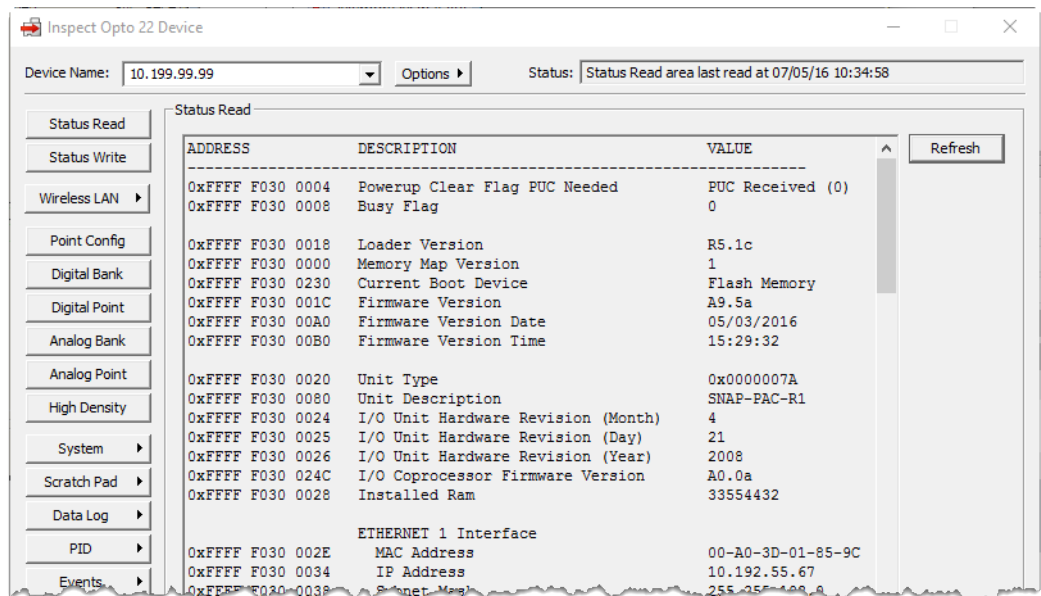 Inspect Opto 22 Device
Device Name: 10.199.99.99 Options Status: Status Read area last read at 07/05/16 10:34:58
Status Read
Status Write
Wireless LAN
Point Config
Digital Bank
Digital Point
Analog Bank
Analog Point
High Density
System
Scratch Pad
Data Log
PID
Events
Status Read
Refresh
ADDRESS DESCRIPTION VALUE
--------------------------------------------------------------------------------
0xFFFF F030 0004 Powerup Clear Flag PUC Needed PUC Received (0)
0xFFFF F030 0008 Busy Flag 0
0xFFFF F030 0018 Loader Version R5.1c
0xFFFF F030 0000 Memory Map Version 1
0xFFFF F030 0230 Current Boot Device Flash Memory
0xFFFF F030 001C Firmware Version A9.5a
0xFFFF F030 00A0 Firmware Version Date 05/03/2016
0xFFFF F030 00B0 Firmware Version Time 15:29:32
0xFFFF F030 0020 Unit Type 0x0000007A
0xFFFF F030 0080 Unit Description SNAP-PAC-R1
0xFFFF F030 0024 I/O Unit Hardware Revision (Month) 4
0xFFFF F030 0025 I/O Unit Hardware Revision (Day) 21
0xFFFF F030 0026 I/O Unit Hardware Revision (Year) 2008
0xFFFF F030 024C I/O Coprocessor Firmware Version A0.0a
0xFFFF F030 0028 Installed Ram 33554432
ETHERNET 1 Interface
0xFFFF F030 002E MAC Address 00-A0-3D-01-85-9C
0xFFFF F030 0034 IP Address 10.192.55.67
0xFFFF F030 0038 Subnet Mask